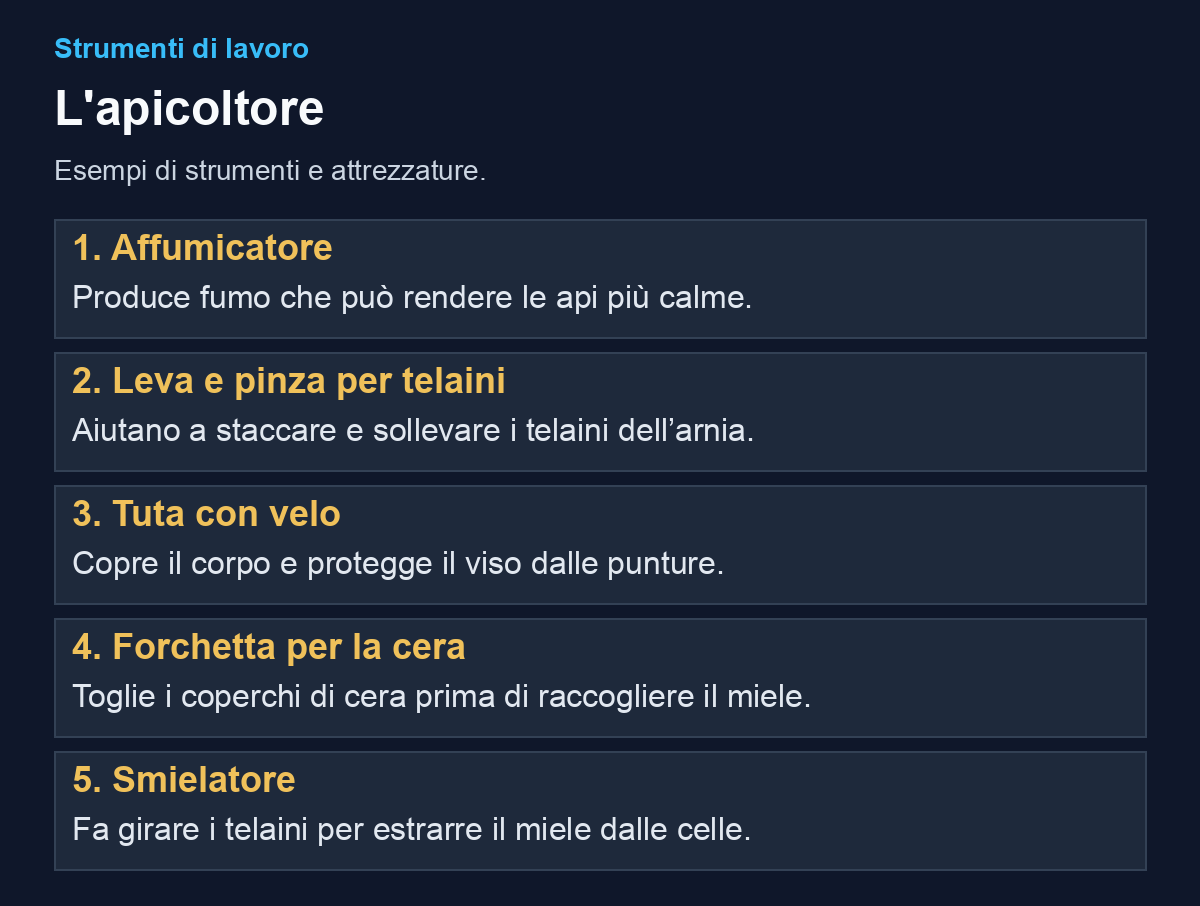 Strumenti di lavoro
L'apicoltore
Esempi di strumenti e attrezzature.
1. Affumicatore
Produce fumo che può rendere le api più calme.
2. Leva e pinza per telaini
Aiutano a staccare e sollevare i telaini dell’arnia.
3. Tuta con velo
Copre il corpo e protegge il viso dalle punture.
4. Forchetta per la cera
Toglie i coperchi di cera prima di raccogliere il miele.
5. Smielatore
Fa girare i telaini per estrarre il miele dalle celle.